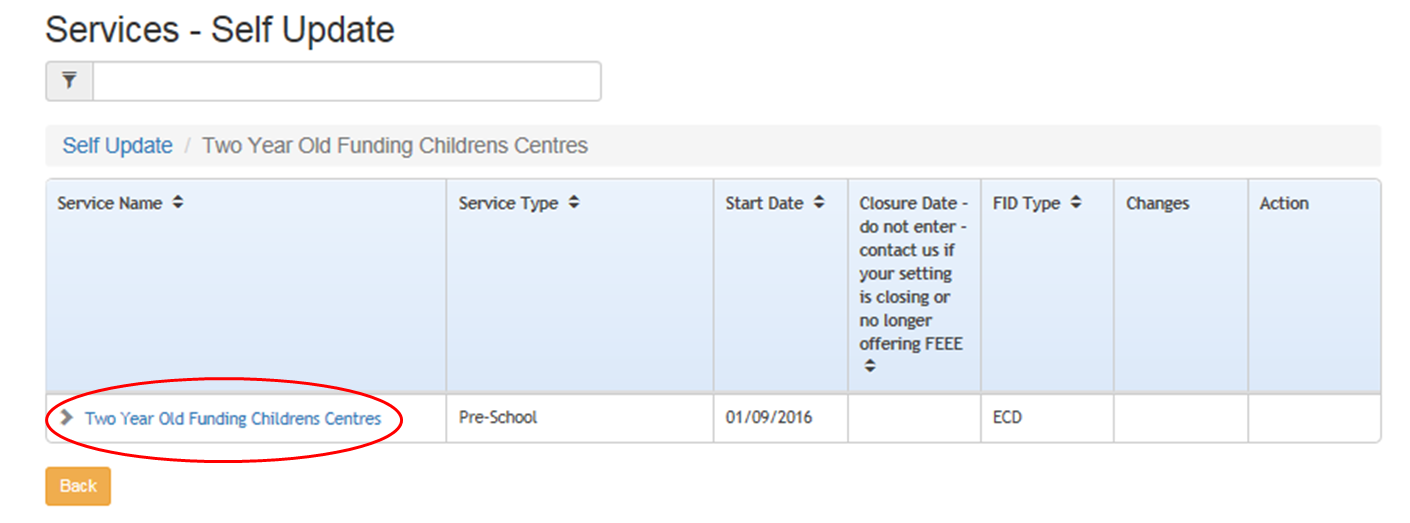 Services - Self Update
Self Update / Two Year Old Funding Childrens Centres
Service Name
Service Type
Start Date
Closure Date -
do not enter -
contact us if
your setting
is closing or
no longer
offering FEEE
FID Type
Changes
Action
Two Year Old Funding Childrens Centres
Pre-School
01/09/2016
ECD
Back